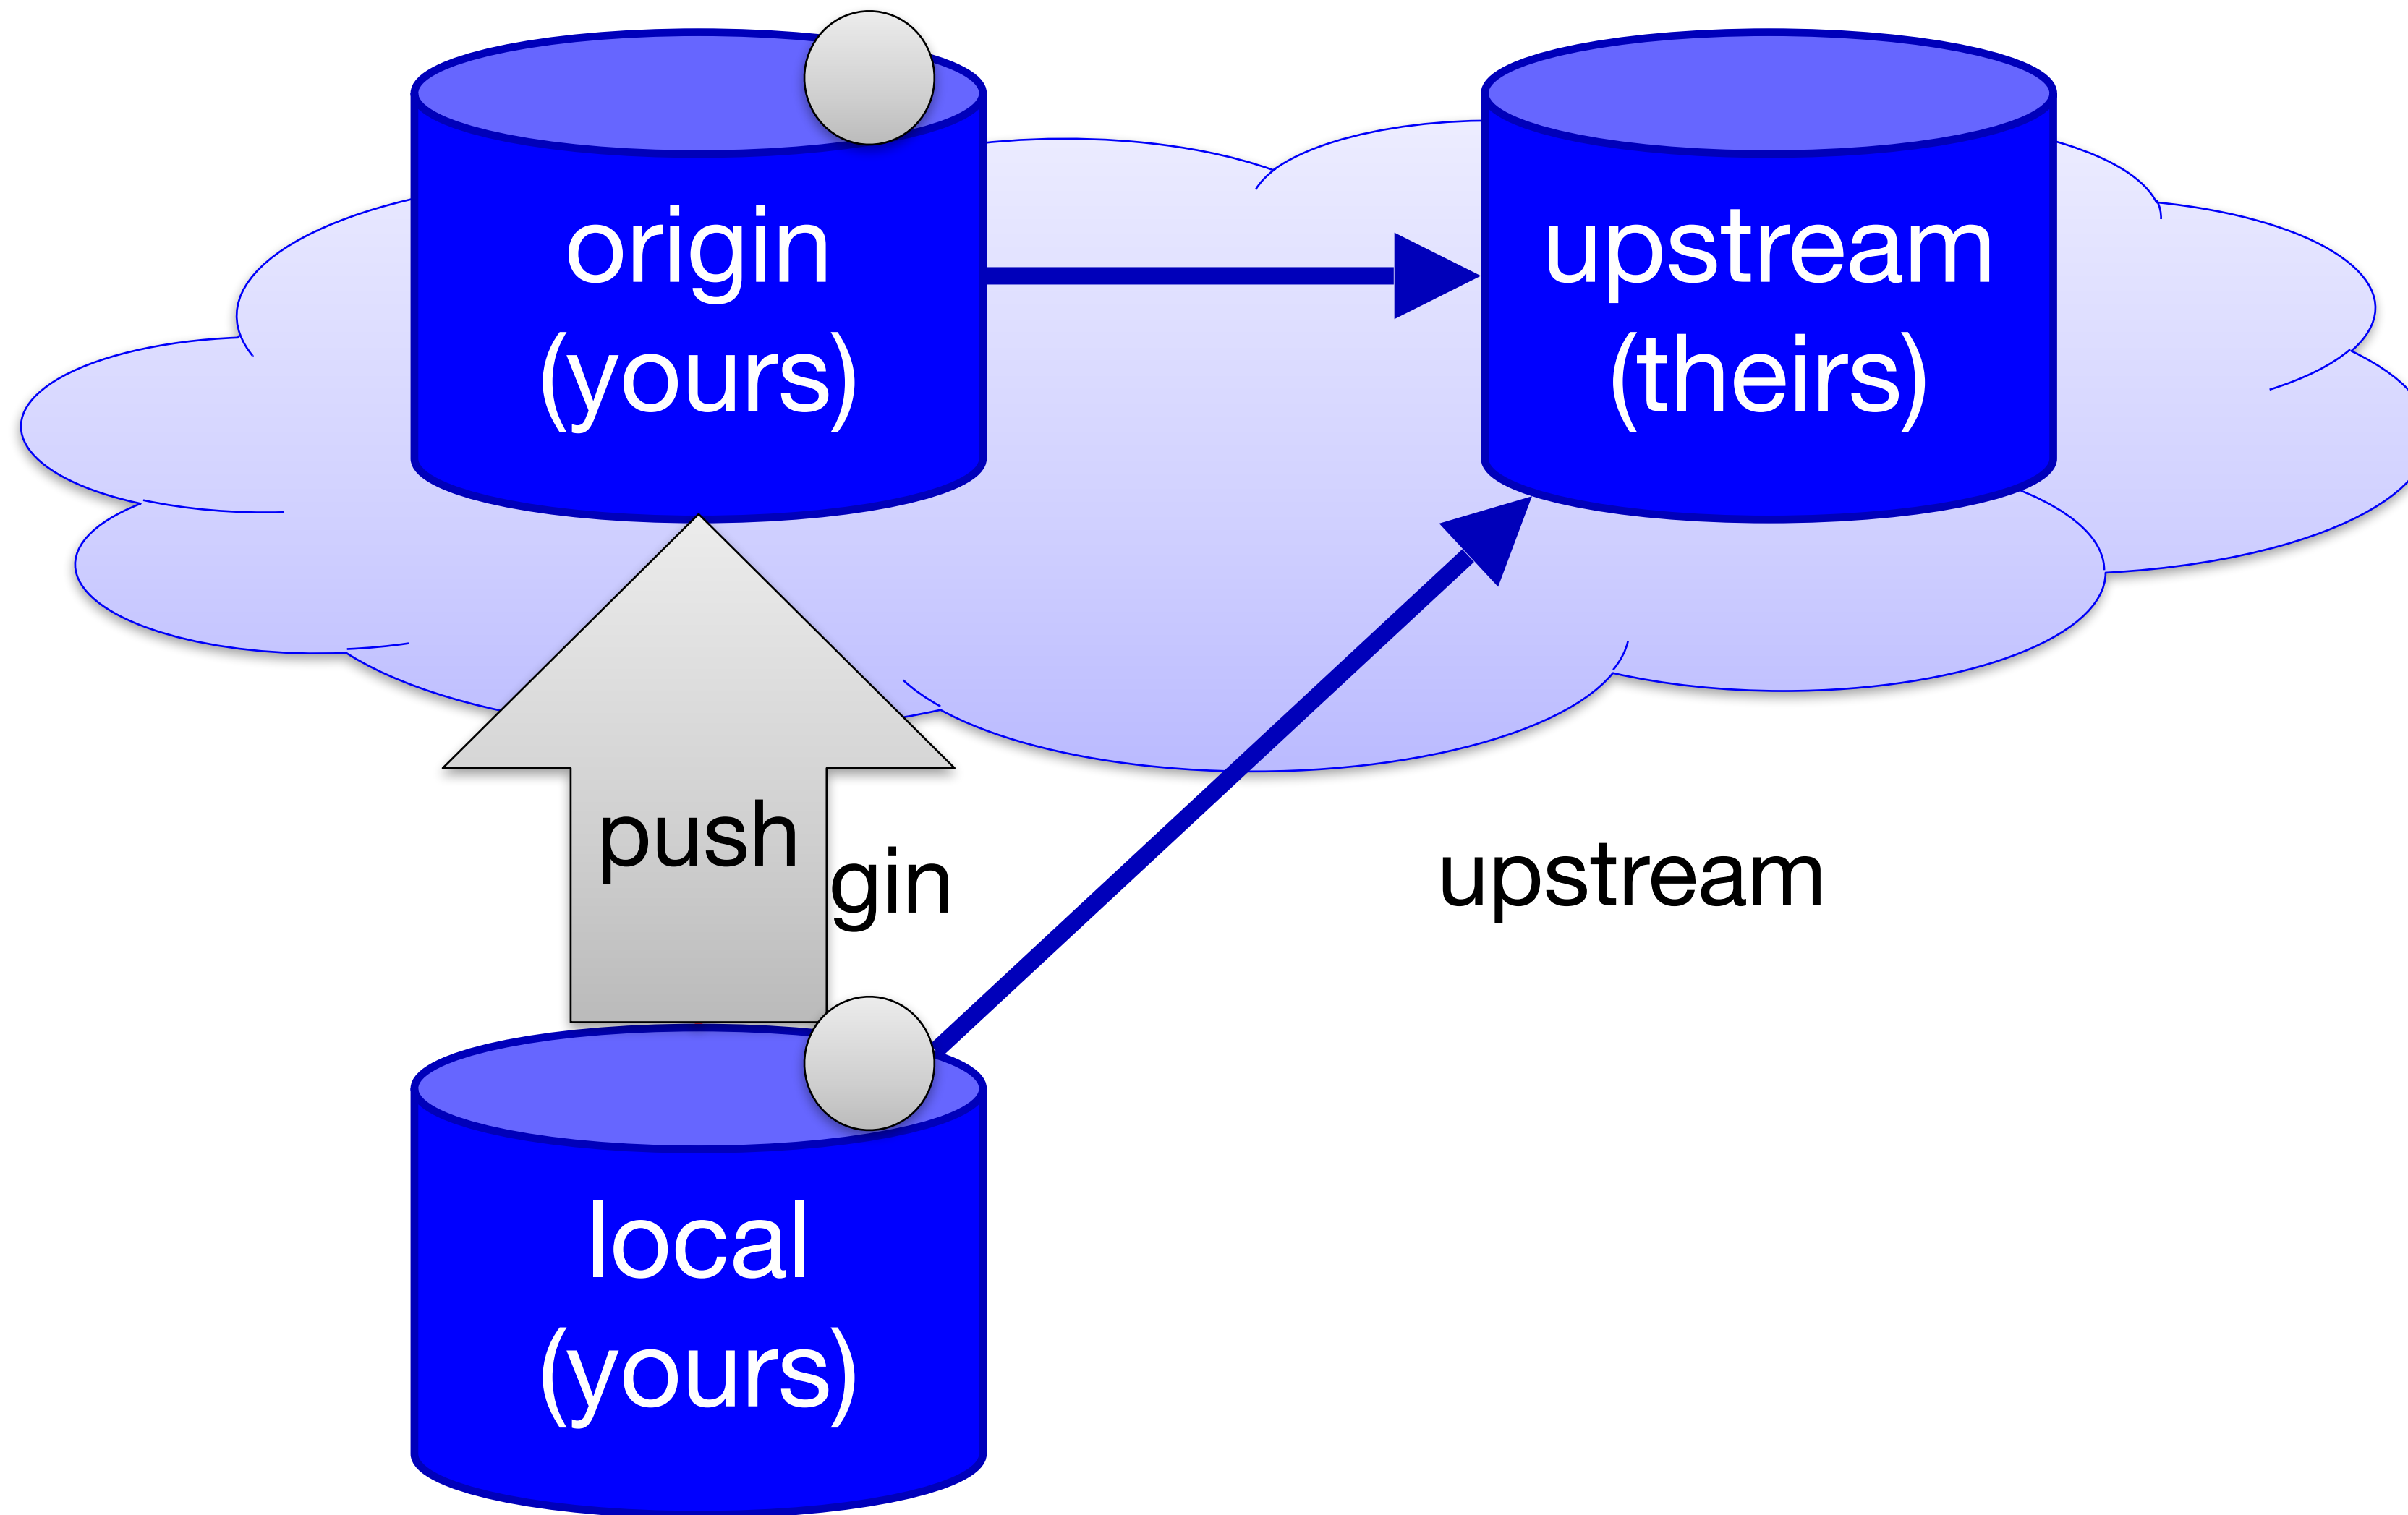 origin
(yours)
upstream
(theirs)
push
gin
upstream
local
(yours)